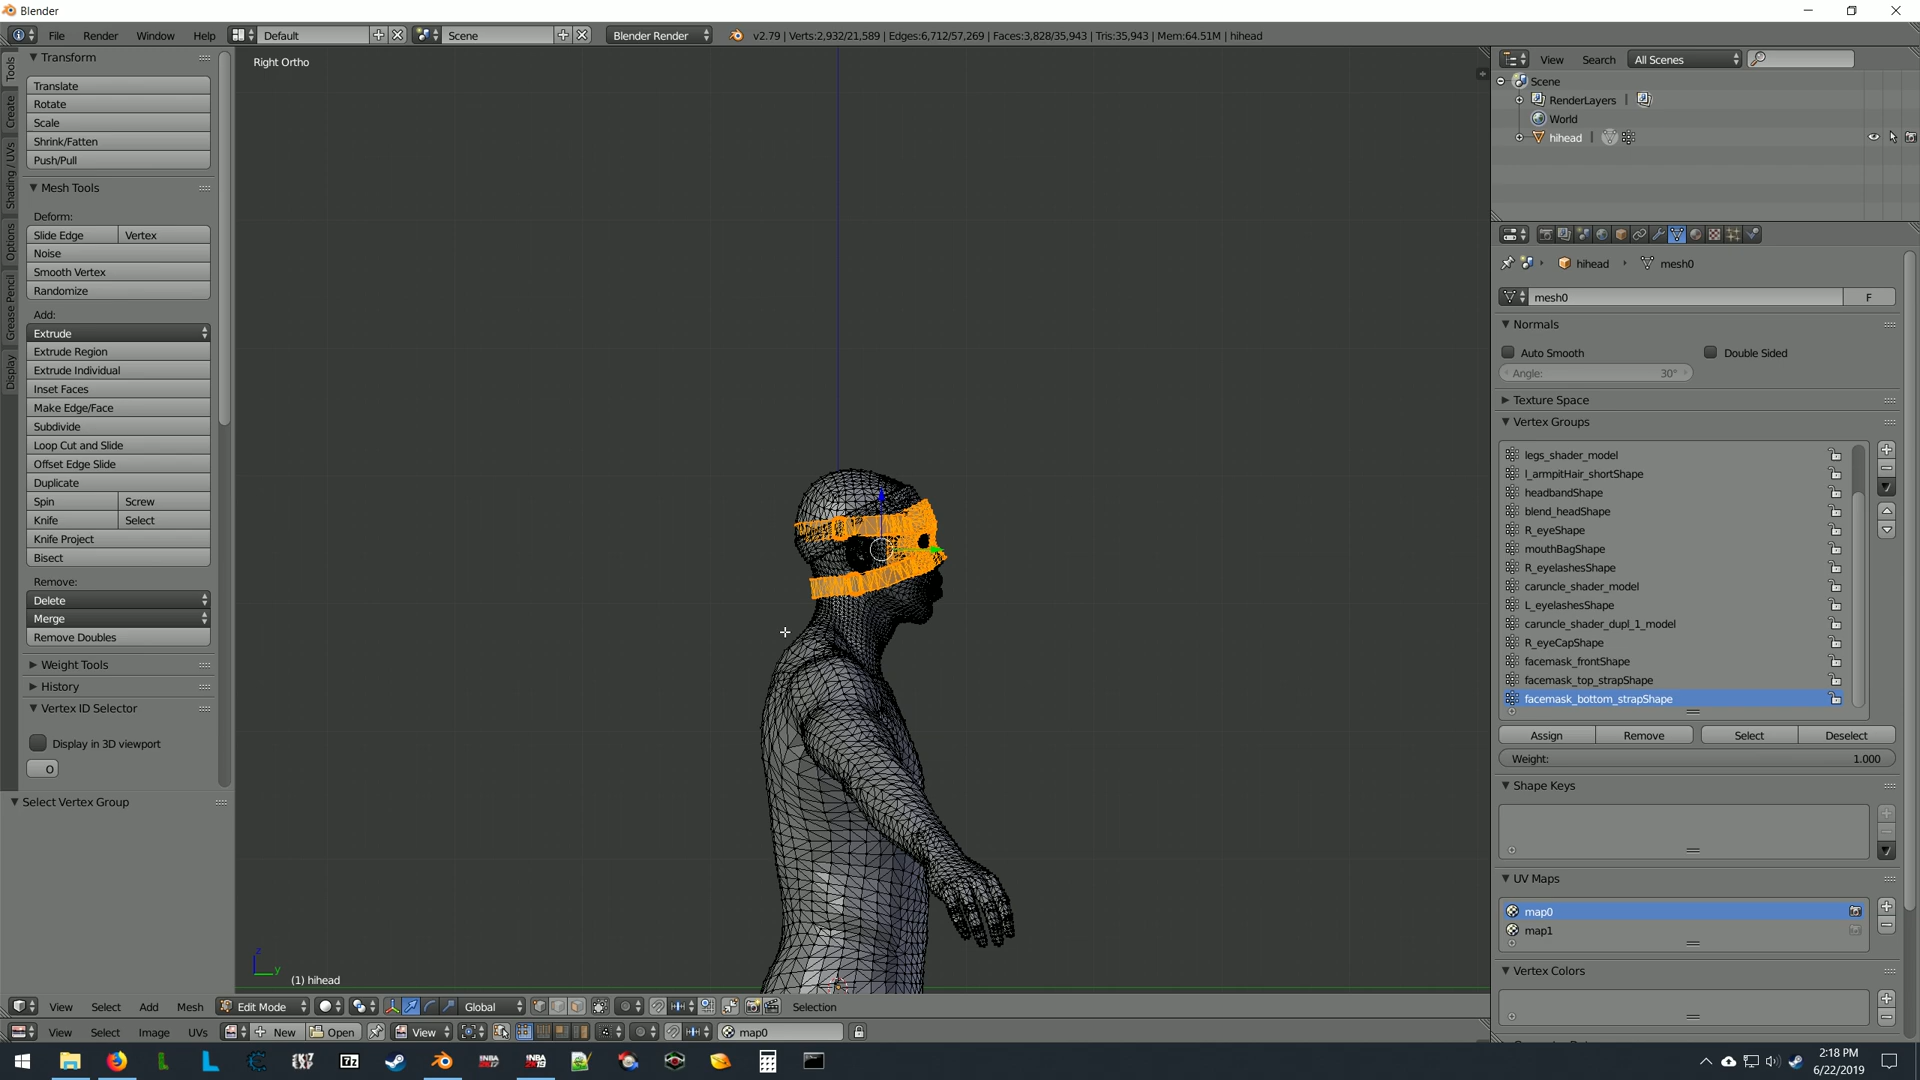 Blender
File Render Window Help Default Scene Blender Render v2.79 | Verts:2,932/21,589 | Edges:6,712/57,269 | Faces:3,828/35,943 | Tris:35,943 | Mem:64.51M | hihead
Tools
Create
Shading / UVs
Options
Grease Pencil
Display
Transform
Translate
Rotate
Scale
Shrink/Fatten
Push/Pull
Mesh Tools
Deform:
Slide Edge Vertex
Noise
Smooth Vertex
Randomize
Add:
Extrude
Extrude Region
Extrude Individual
Inset Faces
Make Edge/Face
Subdivide
Loop Cut and Slide
Offset Edge Slide
Duplicate
Spin Screw
Knife Select
Knife Project
Bisect
Remove:
Delete
Merge
Remove Doubles
Weight Tools
History
Vertex ID Selector
Display in 3D viewport
0
Select Vertex Group
Right Ortho
z
y
(1) hihead
View Select Add Mesh Edit Mode Global Selection
View Select Image UVs New Open View map0
View Search All Scenes
Scene
RenderLayers |
World
hihead |
hihead mesh0
mesh0 F
Normals
Auto Smooth Double Sided
Angle: 30°
Texture Space
Vertex Groups
legs_shader_model
l_armpitHair_shortShape
headbandShape
blend_headShape
R_eyeShape
mouthBagShape
R_eyelashesShape
caruncle_shader_model
L_eyelashesShape
caruncle_shader_dupl_1_model
R_eyeCapShape
facemask_frontShape
facemask_top_strapShape
facemask_bottom_strapShape
Assign Remove Select Deselect
Weight: 1.000
Shape Keys
UV Maps
map0
map1
Vertex Colors
2:18 PM
6/22/2019